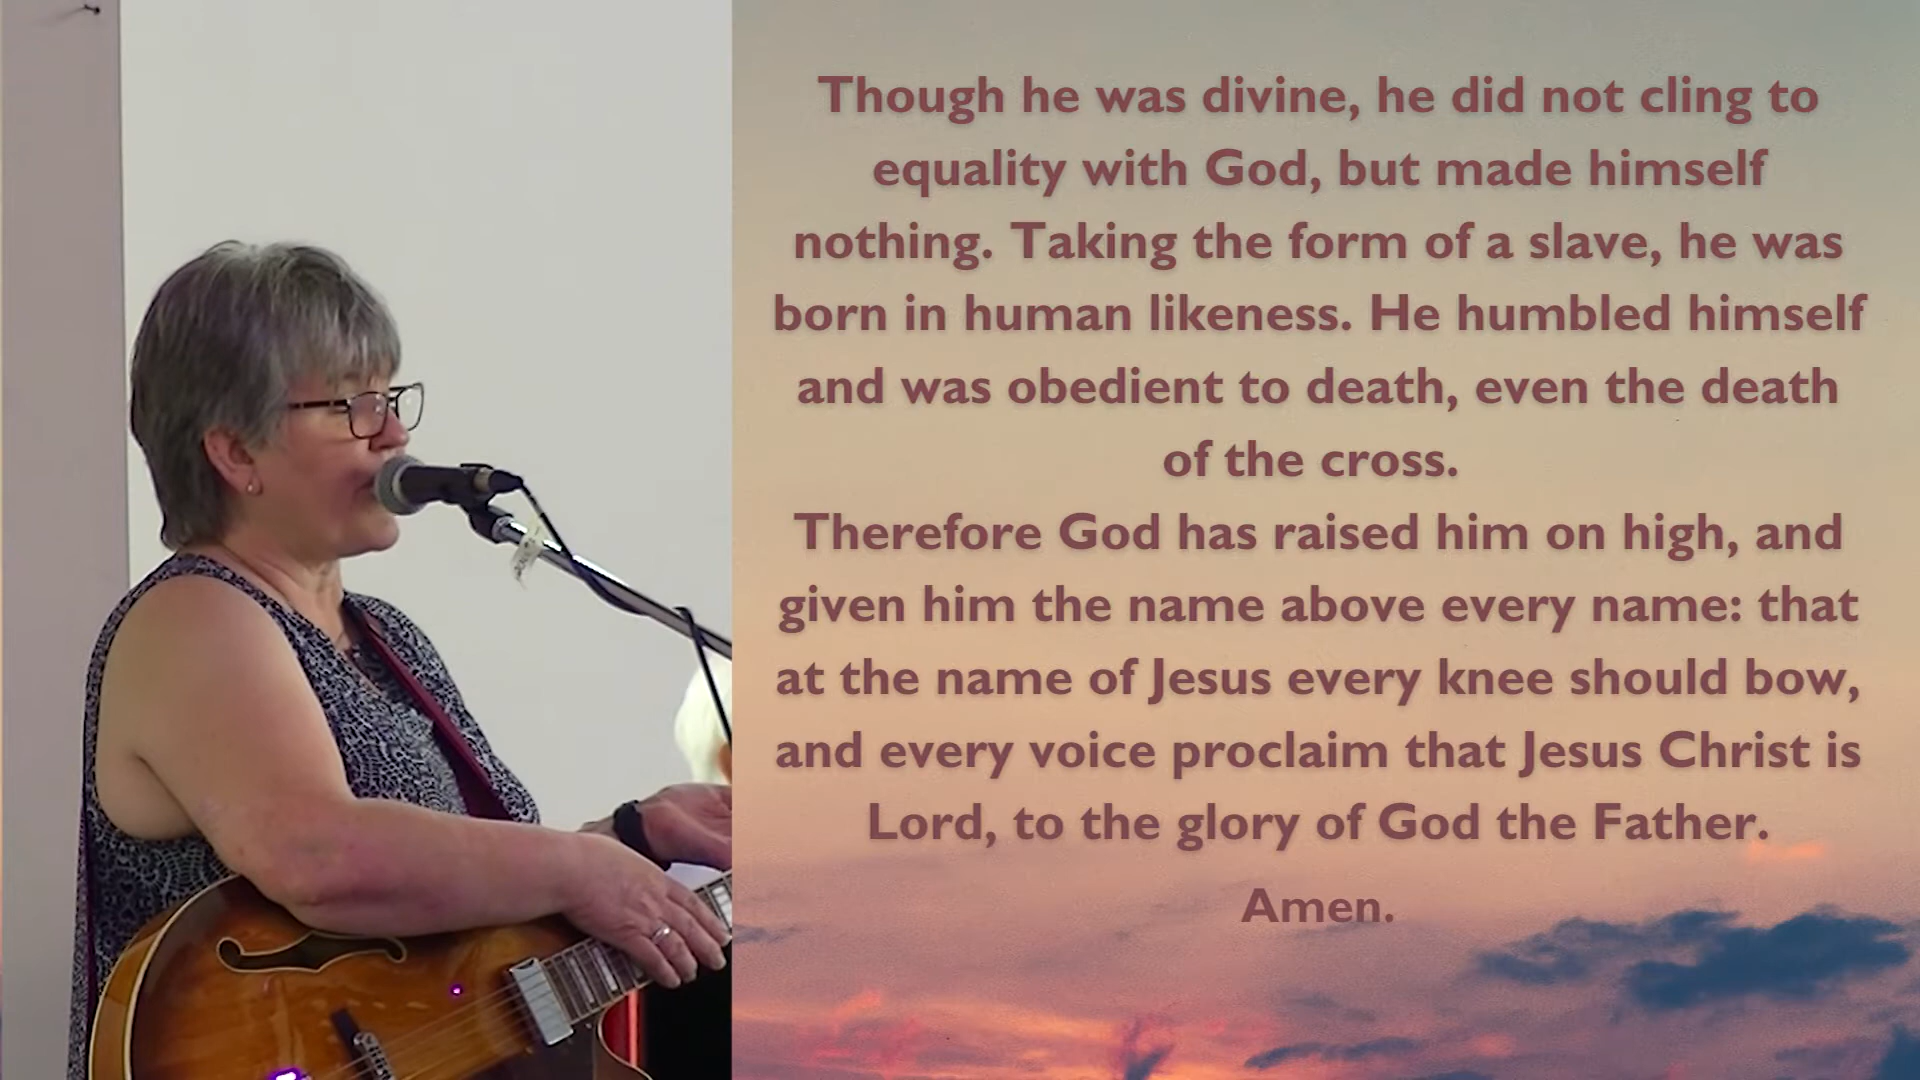 Though he was divine, he did not cling to
equality with God, but made himself
nothing. Taking the form of a slave, he was
born in human likeness. He humbled himself
and was obedient to death, even the death
of the cross.
Therefore God has raised him on high, and
given him the name above every name: that
at the name of Jesus every knee should bow,
and every voice proclaim that Jesus Christ is
Lord, to the glory of God the Father.
Amen.